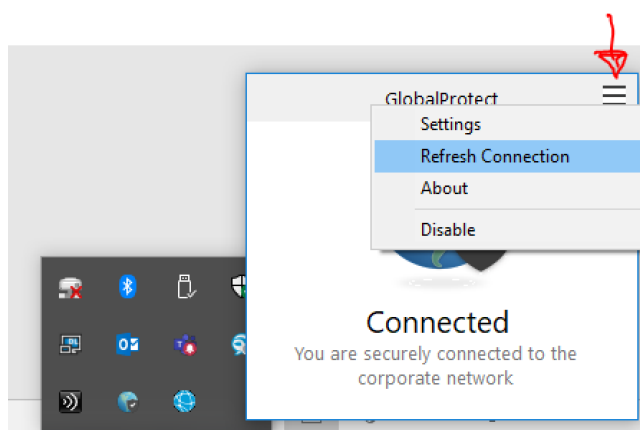 GlobalProtect
Settings
Refresh Connection
About
Disable
Connected
You are securely connected to the
corporate network